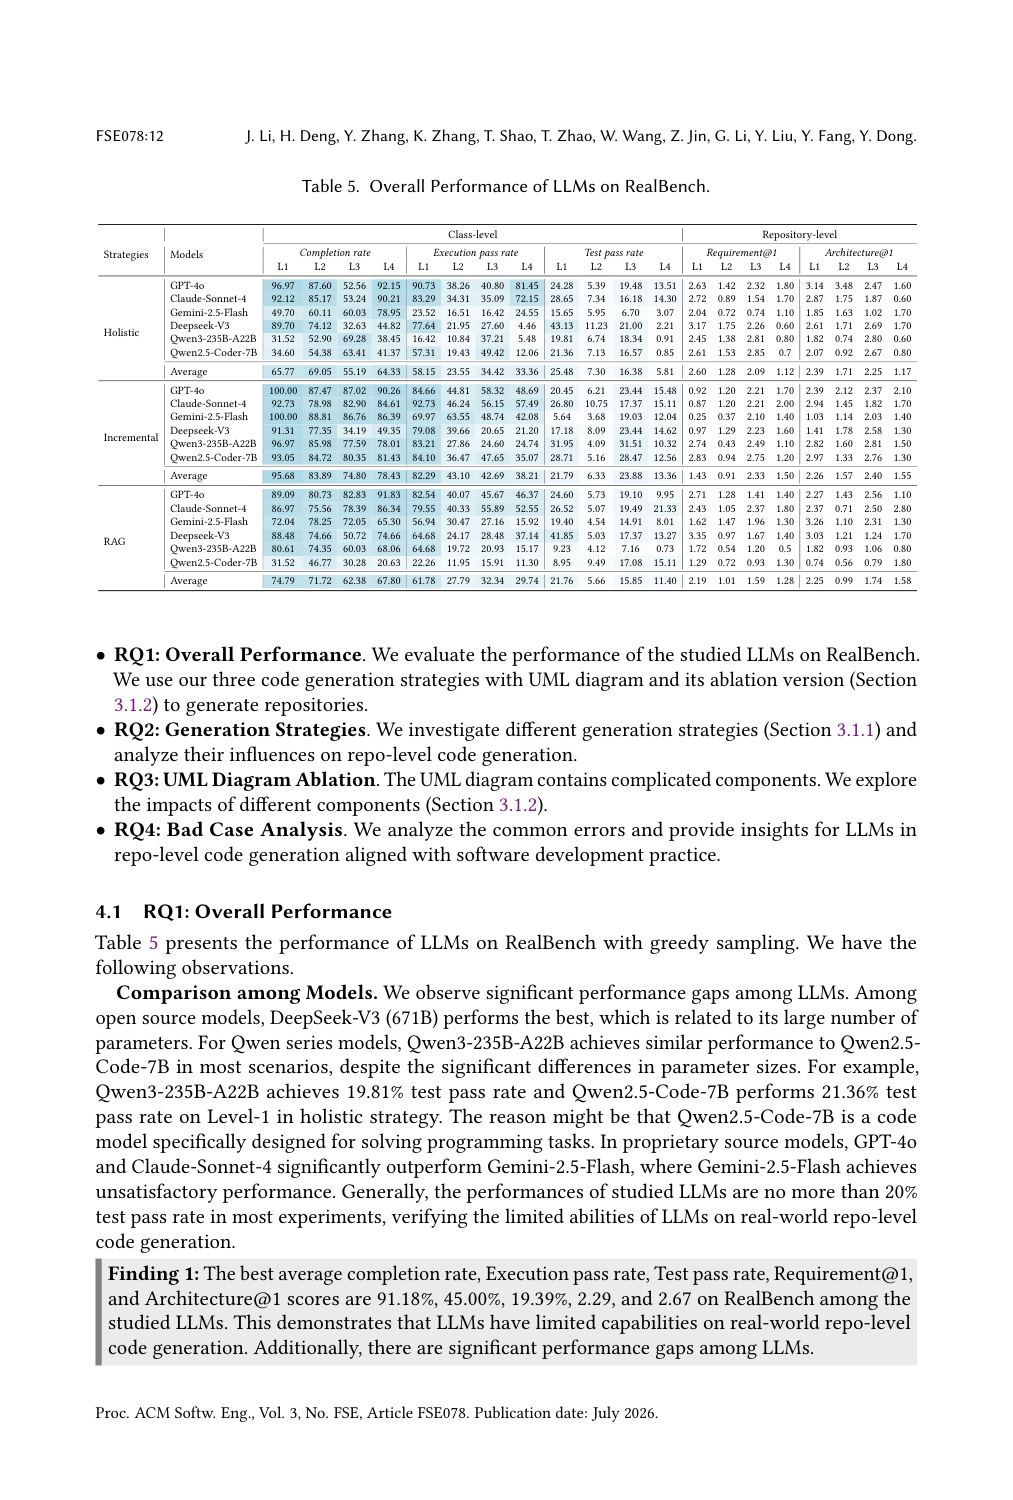 FSE078:12 J. Li, H. Deng, Y. Zhang, K. Zhang, T. Shao, T. Zhao, W. Wang, Z. Jin, G. Li, Y. Liu, Y. Fang, Y. Dong.
Table 5. Overall Performance of LLMs on RealBench.
Class-level Repository-level
Strategies Models Completion rate Execution pass rate Test pass rate Requirement@1 Architecture@1
L1 L2 L3 L4 L1 L2 L3 L4 L1 L2 L3 L4 L1 L2 L3 L4 L1 L2 L3 L4
Holistic
GPT-4o 96.97 87.60 52.56 92.15 90.73 38.26 40.80 81.45 24.28 5.39 19.48 13.51 2.63 1.42 2.32 1.80 3.14 3.48 2.47 1.60
Claude-Sonnet-4 92.12 85.17 53.24 90.21 83.29 34.31 35.09 72.15 28.65 7.34 16.18 14.30 2.72 0.89 1.54 1.70 2.87 1.75 1.87 0.60
Gemini-2.5-Flash 49.70 60.11 60.03 78.95 23.52 16.51 16.42 24.55 15.65 5.95 6.70 3.07 2.04 0.72 0.74 1.10 1.85 1.63 1.02 1.70
Deepseek-V3 89.70 74.12 32.63 44.82 77.64 21.95 27.60 4.46 43.13 11.23 21.00 2.21 3.17 1.75 2.26 0.60 2.61 1.71 2.69 1.70
Qwen3-235B-A22B 31.52 52.90 69.28 38.45 16.42 10.84 37.21 5.48 19.81 6.74 18.34 0.91 2.45 1.38 2.81 0.80 1.82 0.74 2.80 0.60
Qwen2.5-Coder-7B 34.60 54.38 63.41 41.37 57.31 19.43 49.42 12.06 21.36 7.13 16.57 0.85 2.61 1.53 2.85 0.7 2.07 0.92 2.67 0.80
Average 65.77 69.05 55.19 64.33 58.15 23.55 34.42 33.36 25.48 7.30 16.38 5.81 2.60 1.28 2.09 1.12 2.39 1.71 2.25 1.17
Incremental
GPT-4o 100.00 87.47 87.02 90.26 84.66 44.81 58.32 48.69 20.45 6.21 23.44 15.48 0.92 1.20 2.21 1.70 2.39 2.12 2.37 2.10
Claude-Sonnet-4 92.73 78.98 82.90 84.61 92.73 46.24 56.15 57.49 26.80 10.75 17.37 15.11 0.87 1.20 2.21 2.00 2.94 1.45 1.82 1.70
Gemini-2.5-Flash 100.00 88.81 86.76 86.39 69.97 63.55 48.74 42.08 5.64 3.68 19.03 12.04 0.25 0.37 2.10 1.40 1.03 1.14 2.03 1.40
Deepseek-V3 91.31 77.35 34.19 49.35 79.08 39.66 20.65 21.20 17.18 8.09 23.44 14.62 0.97 1.29 2.23 1.60 1.41 1.78 2.58 1.30
Qwen3-235B-A22B 96.97 85.98 77.59 78.01 83.21 27.86 24.60 24.74 31.95 4.09 31.51 10.32 2.74 0.43 2.49 1.10 2.82 1.60 2.81 1.50
Qwen2.5-Coder-7B 93.05 84.72 80.35 81.43 84.10 36.47 47.65 35.07 28.71 5.16 28.47 12.56 2.83 0.94 2.75 1.20 2.97 1.33 2.76 1.30
Average 95.68 83.89 74.80 78.43 82.29 43.10 42.69 38.21 21.79 6.33 23.88 13.36 1.43 0.91 2.33 1.50 2.26 1.57 2.40 1.55
RAG
GPT-4o 89.09 80.73 82.83 91.83 82.54 40.07 45.67 46.37 24.60 5.73 19.10 9.95 2.71 1.28 1.41 1.40 2.27 1.43 2.56 1.10
Claude-Sonnet-4 86.97 75.56 78.39 86.34 79.55 40.33 55.89 52.55 26.52 5.07 19.49 21.33 2.43 1.05 2.37 1.80 2.37 0.71 2.50 2.80
Gemini-2.5-Flash 72.04 78.25 72.05 65.30 56.94 30.47 27.16 15.92 19.40 4.54 14.91 8.01 1.62 1.47 1.96 1.30 3.26 1.10 2.31 1.30
Deepseek-V3 88.48 74.66 50.72 74.66 64.68 24.17 28.48 37.14 41.85 5.03 17.37 13.27 3.35 0.97 1.67 1.40 3.03 1.21 1.24 1.70
Qwen3-235B-A22B 80.61 74.35 60.03 68.06 64.68 19.72 20.93 15.17 9.23 4.12 7.16 0.73 1.72 0.54 1.20 0.5 1.82 0.93 1.06 0.80
Qwen2.5-Coder-7B 31.52 46.77 30.28 20.63 22.26 11.95 15.91 11.30 8.95 9.49 17.08 15.11 1.29 0.72 0.93 1.30 0.74 0.56 0.79 1.80
Average 74.79 71.72 62.38 67.80 61.78 27.79 32.34 29.74 21.76 5.66 15.85 11.40 2.19 1.01 1.59 1.28 2.25 0.99 1.74 1.58
• RQ1: Overall Performance. We evaluate the performance of the studied LLMs on RealBench.
We use our three code generation strategies with UML diagram and its ablation version (Section
3.1.2) to generate repositories.
• RQ2: Generation Strategies. We investigate different generation strategies (Section 3.1.1) and
analyze their influences on repo-level code generation.
• RQ3: UML Diagram Ablation. The UML diagram contains complicated components. We explore
the impacts of different components (Section 3.1.2).
• RQ4: Bad Case Analysis. We analyze the common errors and provide insights for LLMs in
repo-level code generation aligned with software development practice.
4.1 RQ1: Overall Performance
Table 5 presents the performance of LLMs on RealBench with greedy sampling. We have the
following observations.
Comparison among Models. We observe significant performance gaps among LLMs. Among
open source models, DeepSeek-V3 (671B) performs the best, which is related to its large number of
parameters. For Qwen series models, Qwen3-235B-A22B achieves similar performance to Qwen2.5-
Code-7B in most scenarios, despite the significant differences in parameter sizes. For example,
Qwen3-235B-A22B achieves 19.81% test pass rate and Qwen2.5-Code-7B performs 21.36% test
pass rate on Level-1 in holistic strategy. The reason might be that Qwen2.5-Code-7B is a code
model specifically designed for solving programming tasks. In proprietary source models, GPT-4o
and Claude-Sonnet-4 significantly outperform Gemini-2.5-Flash, where Gemini-2.5-Flash achieves
unsatisfactory performance. Generally, the performances of studied LLMs are no more than 20%
test pass rate in most experiments, verifying the limited abilities of LLMs on real-world repo-level
code generation.
Finding 1: The best average completion rate, Execution pass rate, Test pass rate, Requirement@1,
and Architecture@1 scores are 91.18%, 45.00%, 19.39%, 2.29, and 2.67 on RealBench among the
studied LLMs. This demonstrates that LLMs have limited capabilities on real-world repo-level
code generation. Additionally, there are significant performance gaps among LLMs.
Proc. ACM Softw. Eng., Vol. 3, No. FSE, Article FSE078. Publication date: July 2026.